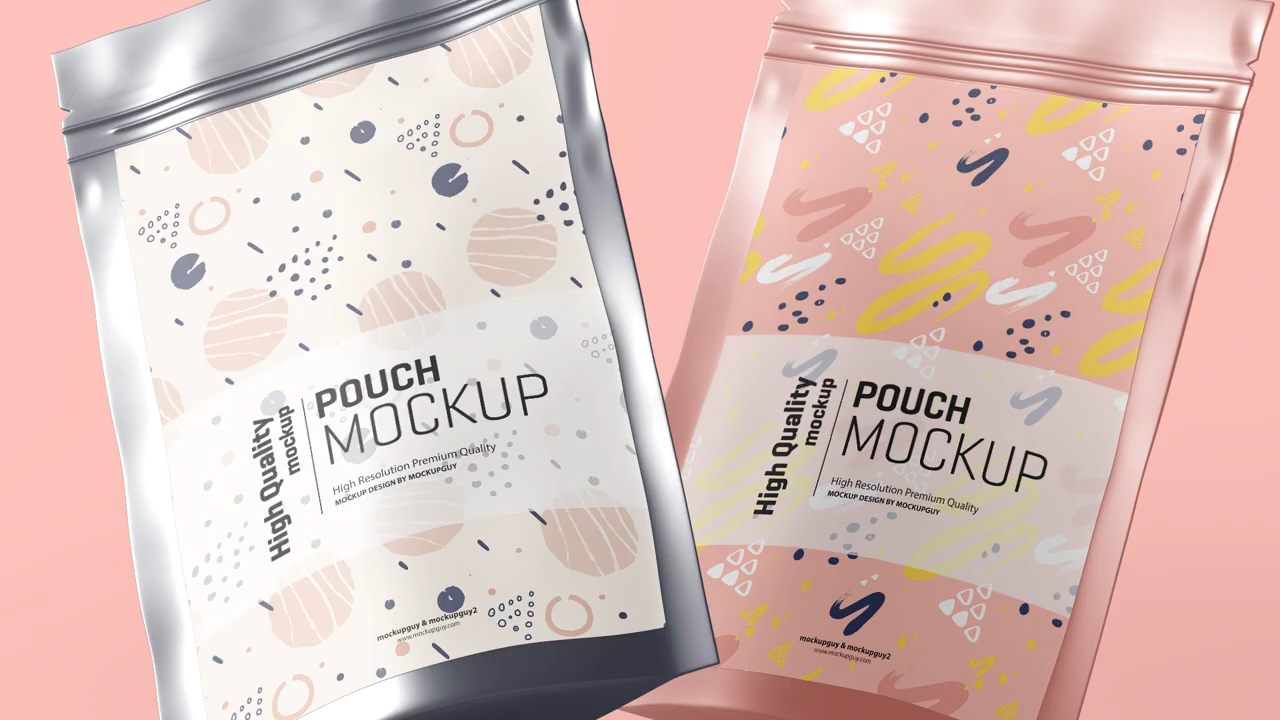 High Quality
mockup
POUCH
MOCKUP
High Resolution Premium Quality
MOCKUP DESIGN BY MOCKUPGUY
mockupguy & mockupguy2
www.mockupguy.com
High Quality
mockup
POUCH
MOCKUP
High Resolution Premium Quality
MOCKUP DESIGN BY MOCKUPGUY
mockupguy & mockupguy2
www.mockupguy.com